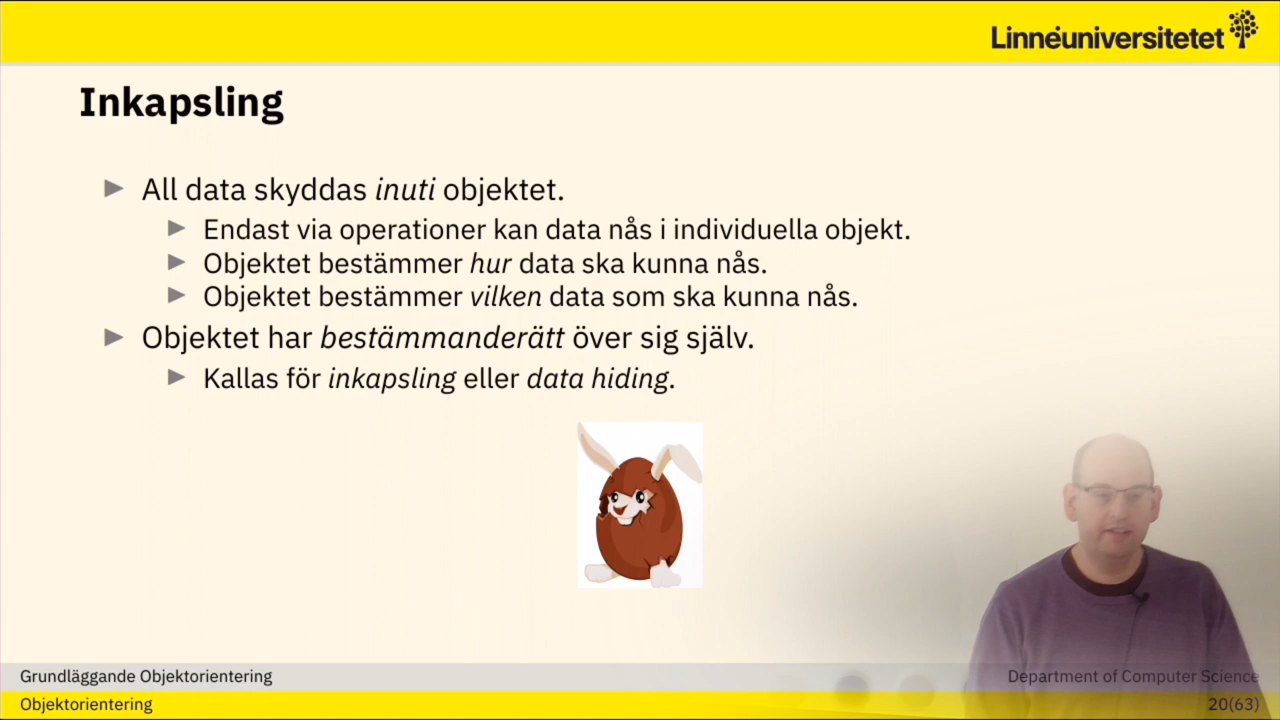 Linnéuniversitetet
Inkapsling
All data skyddas inuti objektet.
Endast via operationer kan data nås i individuella objekt.
Objektet bestämmer hur data ska kunna nås.
Objektet bestämmer vilken data som ska kunna nås.
Objektet har bestämmanderätt över sig själv.
Kallas för inkapsling eller data hiding.
Grundläggande Objektorientering
Department of Computer Science
Objektorientering
20(63)